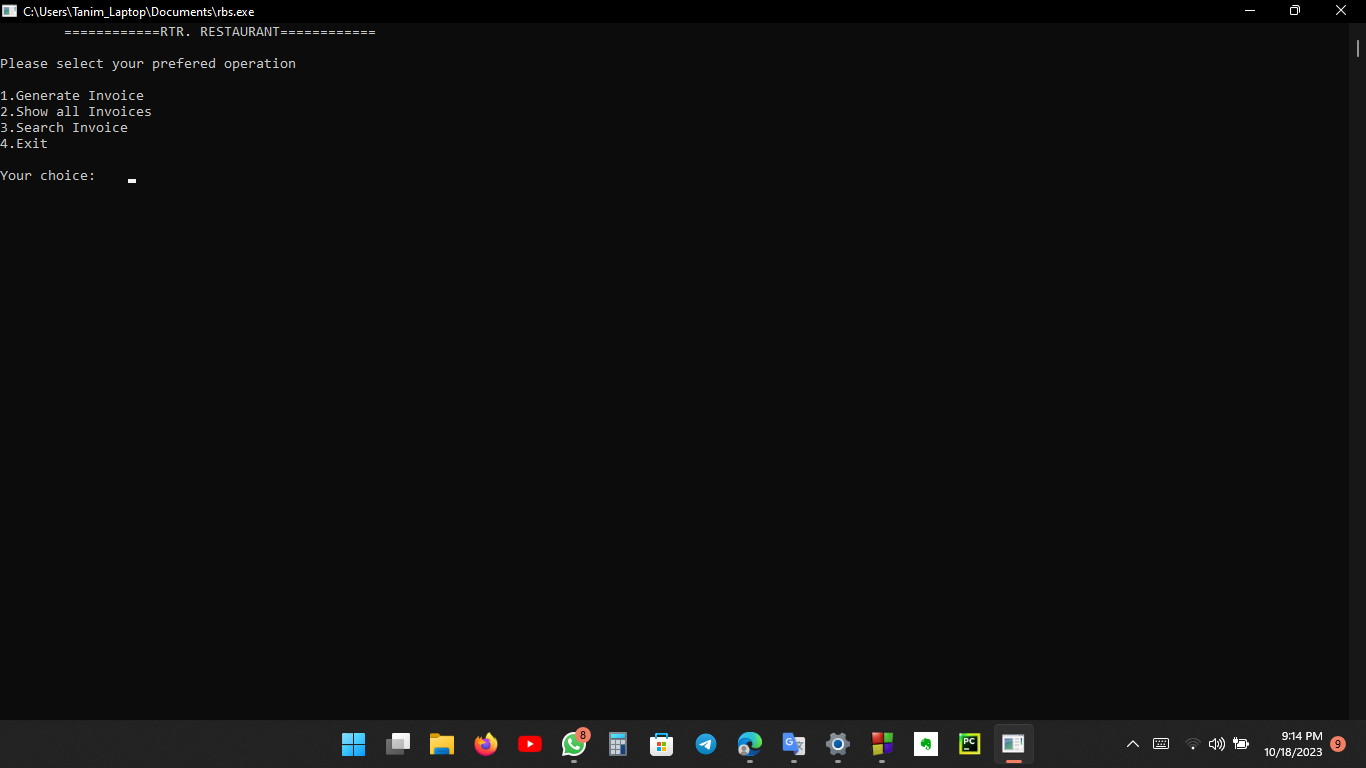 C:\Users\Tanim_Laptop\Documents\rbs.exe
============RTR. RESTAURANT============
Please select your prefered operation
1.Generate Invoice
2.Show all Invoices
3.Search Invoice
4.Exit
Your choice:
8
PC
9:14 PM
10/18/2023
9